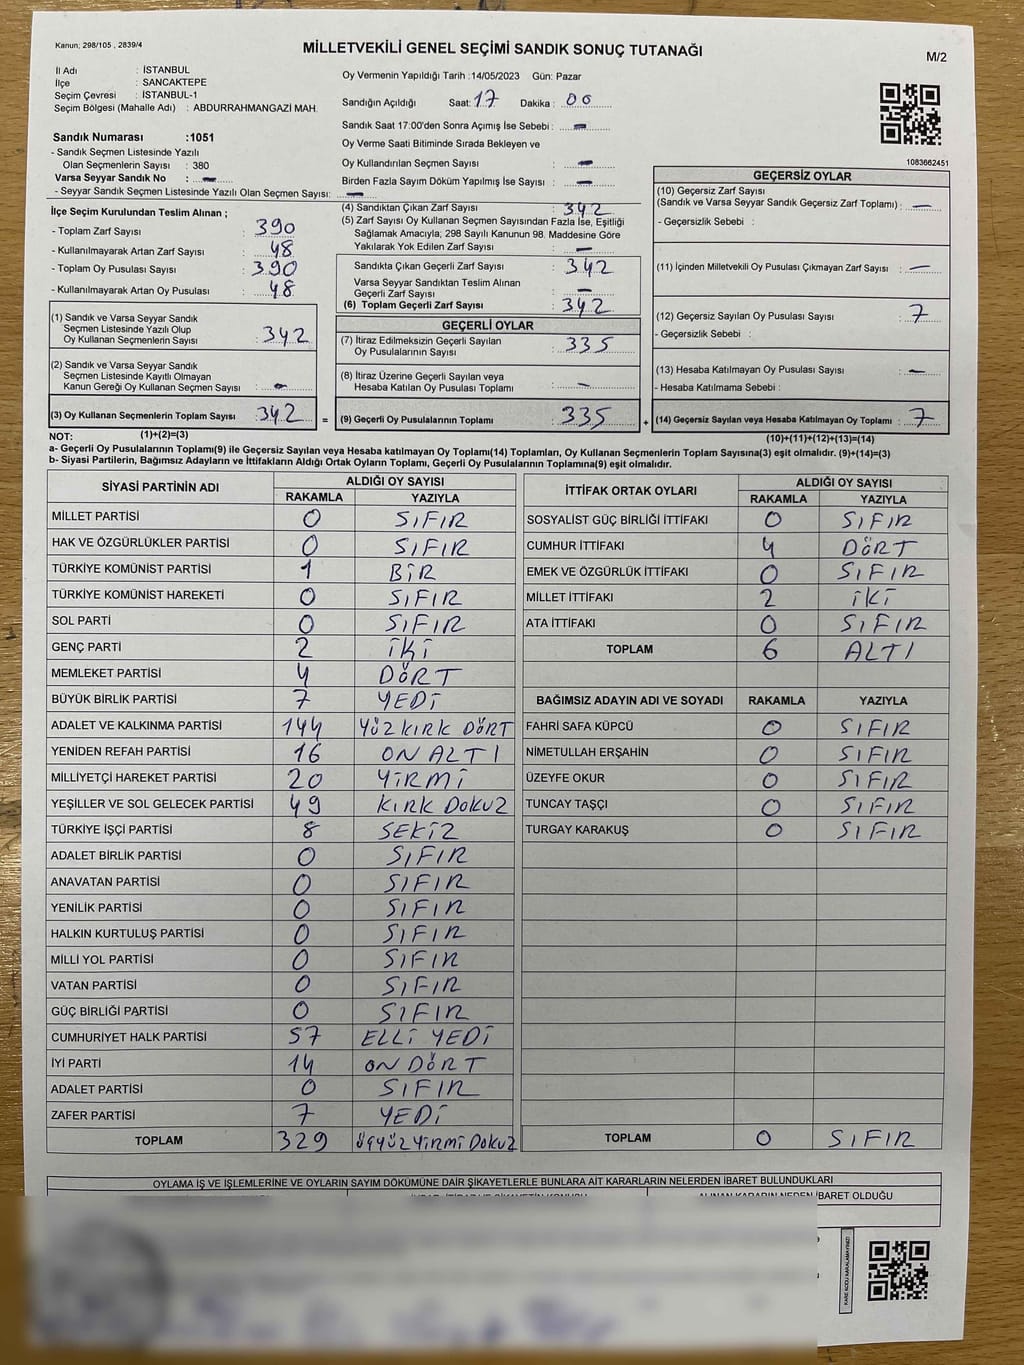 Kanun; 298/105 , 2839/4
MİLLETVEKİLİ GENEL SEÇİMİ SANDIK SONUÇ TUTANAĞI
M/2
İl Adı : İSTANBUL
İlçe : SANCAKTEPE
Seçim Çevresi : İSTANBUL-1
Seçim Bölgesi (Mahalle Adı) : ABDURRAHMANGAZİ MAH.
Oy Vermenin Yapıldığı Tarih :14/05/2023 Gün: Pazar
Sandığın Açıldığı Saat: 17 Dakika : 00
Sandık Saat 17:00'den Sonra Açımış İse Sebebi : —
Oy Verme Saati Bitiminde Sırada Bekleyen ve
Oy Kullandırılan Seçmen Sayısı : —
Birden Fazla Sayım Döküm Yapılmış İse Sayısı : —
1083662451
Sandık Numarası :1051
- Sandık Seçmen Listesinde Yazılı
Olan Seçmenlerin Sayısı : 380
Varsa Seyyar Sandık No : —
- Seyyar Sandık Seçmen Listesinde Yazılı Olan Seçmen Sayısı: —
İlçe Seçim Kurulundan Teslim Alınan ;
- Toplam Zarf Sayısı : 390
- Kullanılmayarak Artan Zarf Sayısı : 48
- Toplam Oy Pusulası Sayısı : 390
- Kullanılmayarak Artan Oy Pusulası : 48
(1) Sandık ve Varsa Seyyar Sandık
Seçmen Listesinde Yazılı Olup
Oy Kullanan Seçmenlerin Sayısı : 342
(2) Sandık ve Varsa Seyyar Sandık
Seçmen Listesinde Kayıtlı Olmayan
Kanun Gereği Oy Kullanan Seçmen Sayısı : —
(3) Oy Kullanan Seçmenlerin Toplam Sayısı : 342 =
(1)+(2)=(3)
(4) Sandıktan Çıkan Zarf Sayısı : 342
(5) Zarf Sayısı Oy Kullanan Seçmen Sayısından Fazla İse, Eşitliği
Sağlamak Amacıyla; 298 Sayılı Kanunun 98. Maddesine Göre
Yakılarak Yok Edilen Zarf Sayısı : —
Sandıkta Çıkan Geçerli Zarf Sayısı : 342
Varsa Seyyar Sandıktan Teslim Alınan
Geçerli Zarf Sayısı : —
(6) Toplam Geçerli Zarf Sayısı : 342
GEÇERLİ OYLAR
(7) İtiraz Edilmeksizin Geçerli Sayılan
Oy Pusulalarının Sayısı : 335
(8) İtiraz Üzerine Geçerli Sayılan veya
Hesaba Katılan Oy Pusulası Toplamı : —
(9) Geçerli Oy Pusulalarının Toplamı : 335 +
GEÇERSİZ OYLAR
(10) Geçersiz Zarf Sayısı
(Sandık ve Varsa Seyyar Sandık Geçersiz Zarf Toplamı) : —
- Geçersizlik Sebebi :
(11) İçinden Milletvekili Oy Pusulası Çıkmayan Zarf Sayısı : —
(12) Geçersiz Sayılan Oy Pusulası Sayısı : 7
- Geçersizlik Sebebi :
(13) Hesaba Katılmayan Oy Pusulası Sayısı : —
- Hesaba Katılmama Sebebi :
(14) Geçersiz Sayılan veya Hesaba Katılmayan Oy Toplamı : 7
(10)+(11)+(12)+(13)=(14)
NOT:
a- Geçerli Oy Pusulalarının Toplamı(9) ile Geçersiz Sayılan veya Hesaba katılmayan Oy Toplamı(14) Toplamları, Oy Kullanan Seçmenlerin Toplam Sayısına(3) eşit olmalıdır. (9)+(14)=(3)
b- Siyasi Partilerin, Bağımsız Adayların ve İttifakların Aldığı Ortak Oyların Toplamı, Geçerli Oy Pusulalarının Toplamına(9) eşit olmalıdır.
SİYASİ PARTİNİN ADI ALDIĞI OY SAYISI
RAKAMLA YAZIYLA
MİLLET PARTİSİ 0 SIFIR
HAK VE ÖZGÜRLÜKLER PARTİSİ 0 SIFIR
TÜRKİYE KOMÜNİST PARTİSİ 1 BİR
TÜRKİYE KOMÜNİST HAREKETİ 0 SIFIR
SOL PARTİ 0 SIFIR
GENÇ PARTİ 2 İKİ
MEMLEKET PARTİSİ 4 DÖRT
BÜYÜK BİRLİK PARTİSİ 7 YEDİ
ADALET VE KALKINMA PARTİSİ 144 YÜZ KIRK DÖRT
YENİDEN REFAH PARTİSİ 16 ON ALTI
MİLLİYETÇİ HAREKET PARTİSİ 20 YİRMİ
YEŞİLLER VE SOL GELECEK PARTİSİ 49 KIRK DOKUZ
TÜRKİYE İŞÇİ PARTİSİ 8 SEKİZ
ADALET BİRLİK PARTİSİ 0 SIFIR
ANAVATAN PARTİSİ 0 SIFIR
YENİLİK PARTİSİ 0 SIFIR
HALKIN KURTULUŞ PARTİSİ 0 SIFIR
MİLLİ YOL PARTİSİ 0 SIFIR
VATAN PARTİSİ 0 SIFIR
GÜÇ BİRLİĞİ PARTİSİ 0 SIFIR
CUMHURİYET HALK PARTİSİ 57 ELLİ YEDİ
İYİ PARTİ 14 ON DÖRT
ADALET PARTİSİ 0 SIFIR
ZAFER PARTİSİ 7 YEDİ
TOPLAM 329 ÜÇYÜZ YİRMİ DOKUZ
İTTİFAK ORTAK OYLARI ALDIĞI OY SAYISI
RAKAMLA YAZIYLA
SOSYALİST GÜÇ BİRLİĞİ İTTİFAKI 0 SIFIR
CUMHUR İTTİFAKI 4 DÖRT
EMEK VE ÖZGÜRLÜK İTTİFAKI 0 SIFIR
MİLLET İTTİFAKI 2 İKİ
ATA İTTİFAKI 0 SIFIR
TOPLAM 6 ALTI
BAĞIMSIZ ADAYIN ADI VE SOYADI RAKAMLA YAZIYLA
FAHRİ SAFA KÜPCÜ 0 SIFIR
NİMETULLAH ERŞAHİN 0 SIFIR
ÜZEYFE OKUR 0 SIFIR
TUNCAY TAŞÇI 0 SIFIR
TURGAY KARAKUŞ 0 SIFIR
TOPLAM 0 SIFIR
OYLAMA İŞ VE İŞLEMLERİNE VE OYLARIN SAYIM DÖKÜMÜNE DAİR ŞİKAYETLERLE BUNLARA AİT KARARLARIN NELERDEN İBARET BULUNDUKLARI
ALINAN KARARIN NEDEN İBARET OLDUĞU